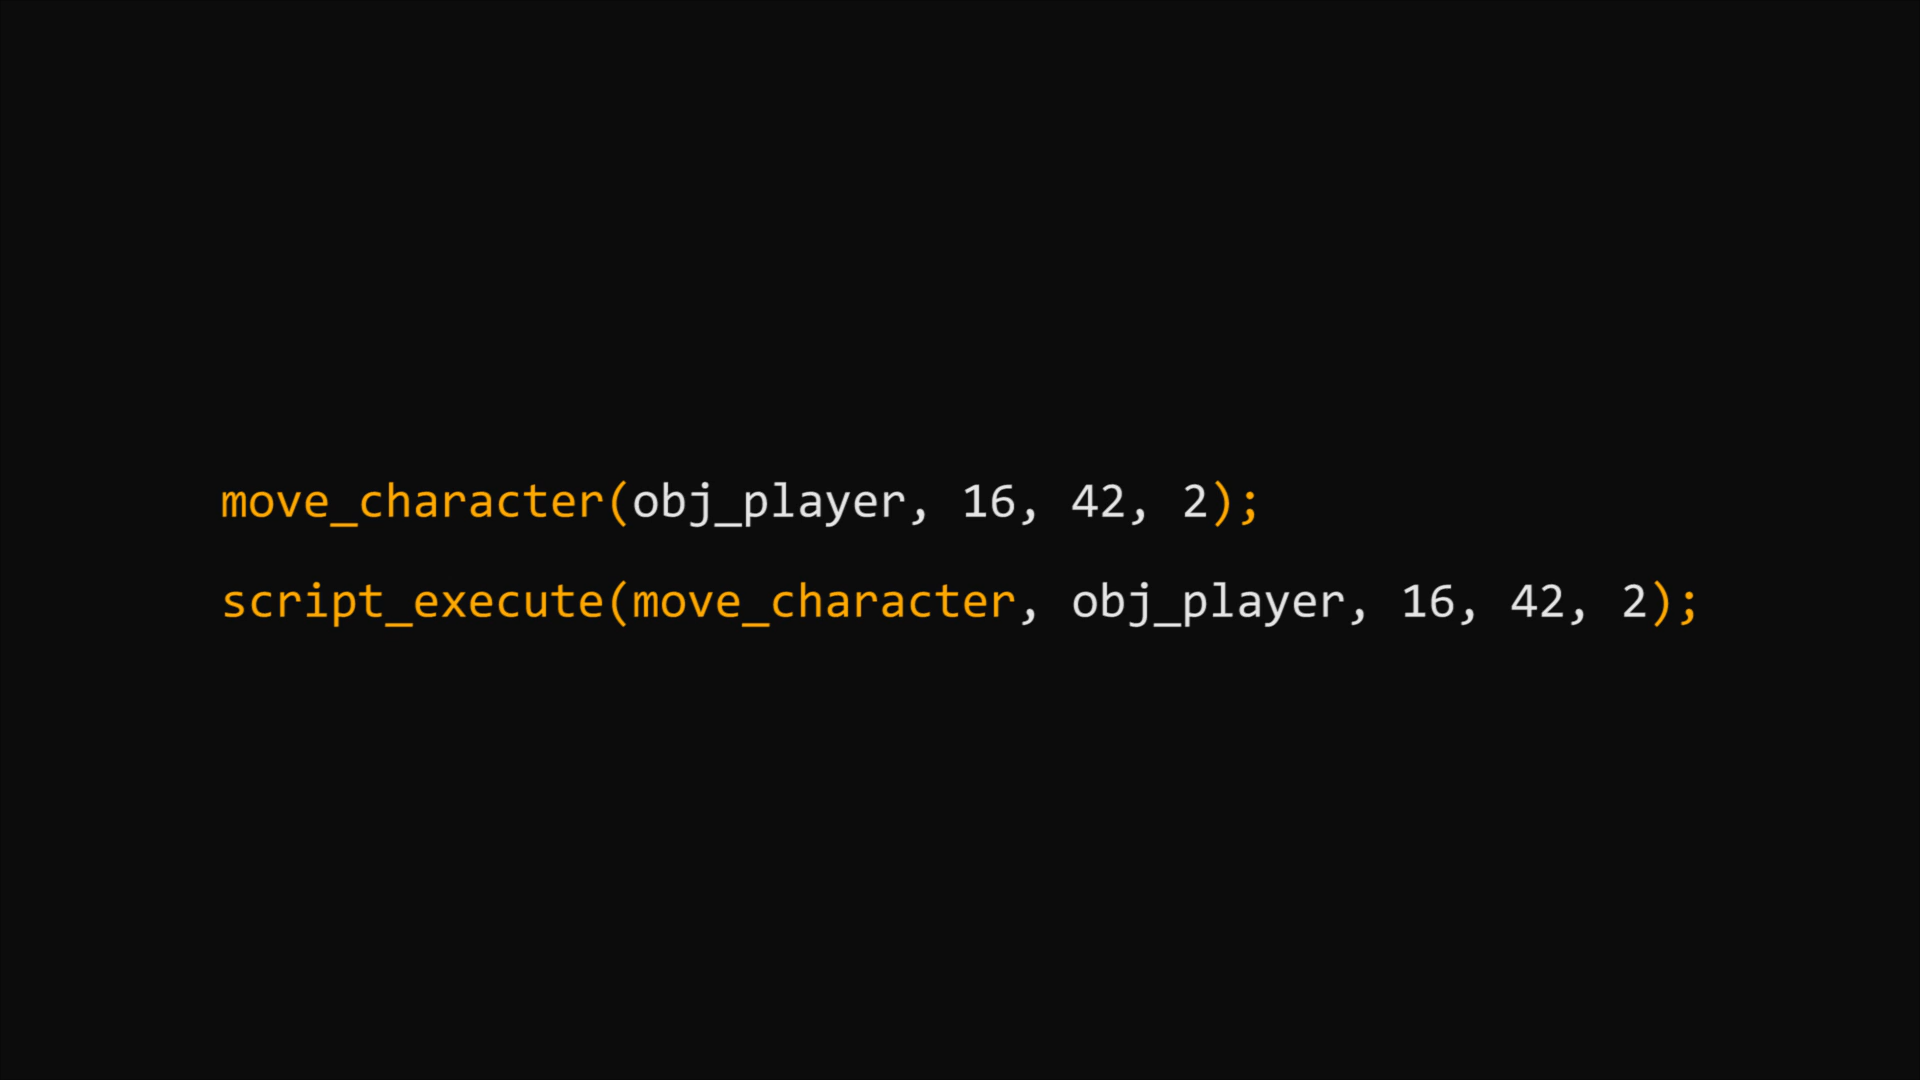 move_character(obj_player, 16, 42, 2);
script_execute(move_character, obj_player, 16, 42, 2);